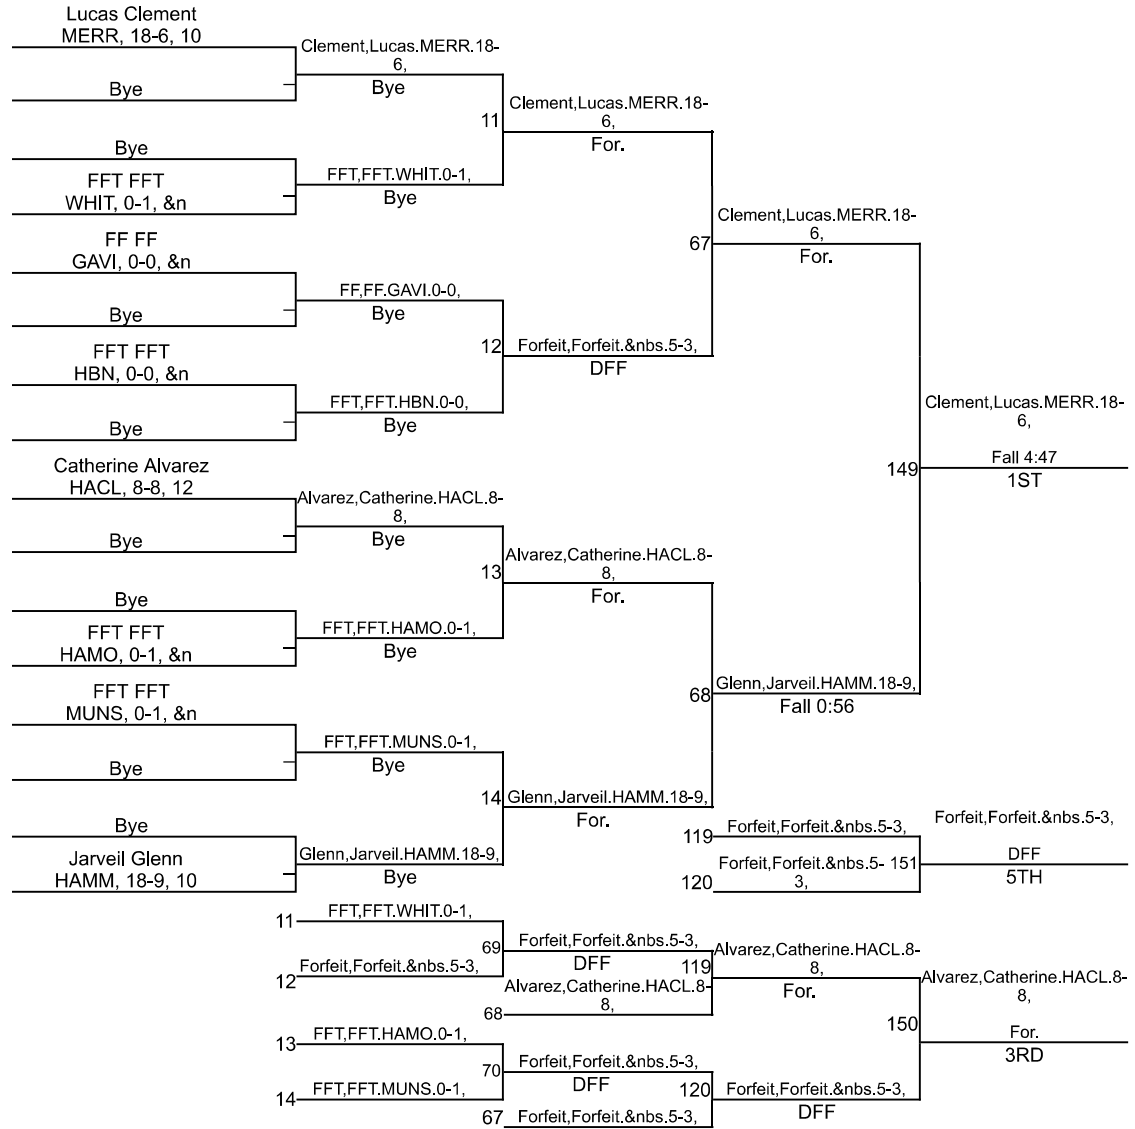 Lucas Clement
MERR, 18-6, 10
Bye
Clement,Lucas.MERR.18-
6,
Bye
11
Clement,Lucas.MERR.18-
6,
For.
Bye
FFT FFT
WHIT, 0-1, &n
FFT,FFT.WHIT.0-1,
Bye
67
Clement,Lucas.MERR.18-
6,
For.
FF FF
GAVI, 0-0, &n
Bye
FF,FF.GAVI.0-0,
Bye
12
Forfeit,Forfeit.&nbs.5-3,
DFF
FFT FFT
HBN, 0-0, &n
Bye
FFT,FFT.HBN.0-0,
Bye
149
Clement,Lucas.MERR.18-
6,
Fall 4:47
1ST
Catherine Alvarez
HACL, 8-8, 12
Bye
Alvarez,Catherine.HACL.8-
8,
Bye
13
Alvarez,Catherine.HACL.8-
8,
For.
Bye
FFT FFT
HAMO, 0-1, &n
FFT,FFT.HAMO.0-1,
Bye
68
Glenn,Jarveil.HAMM.18-9,
Fall 0:56
FFT FFT
MUNS, 0-1, &n
Bye
FFT,FFT.MUNS.0-1,
Bye
14
Glenn,Jarveil.HAMM.18-9,
For.
Bye
Jarveil Glenn
HAMM, 18-9, 10
Glenn,Jarveil.HAMM.18-9,
Bye
119
Forfeit,Forfeit.&nbs.5-3,
120
Forfeit,Forfeit.&nbs.5-
3,
151
Forfeit,Forfeit.&nbs.5-3,
DFF
5TH
11
FFT,FFT.WHIT.0-1,
12
Forfeit,Forfeit.&nbs.5-3,
69
Forfeit,Forfeit.&nbs.5-3,
DFF
68
Alvarez,Catherine.HACL.8-
8,
119
Alvarez,Catherine.HACL.8-
8,
For.
13
FFT,FFT.HAMO.0-1,
14
FFT,FFT.MUNS.0-1,
70
Forfeit,Forfeit.&nbs.5-3,
DFF
67
Forfeit,Forfeit.&nbs.5-3,
120
Forfeit,Forfeit.&nbs.5-3,
DFF
150
Alvarez,Catherine.HACL.8-
8,
For.
3RD